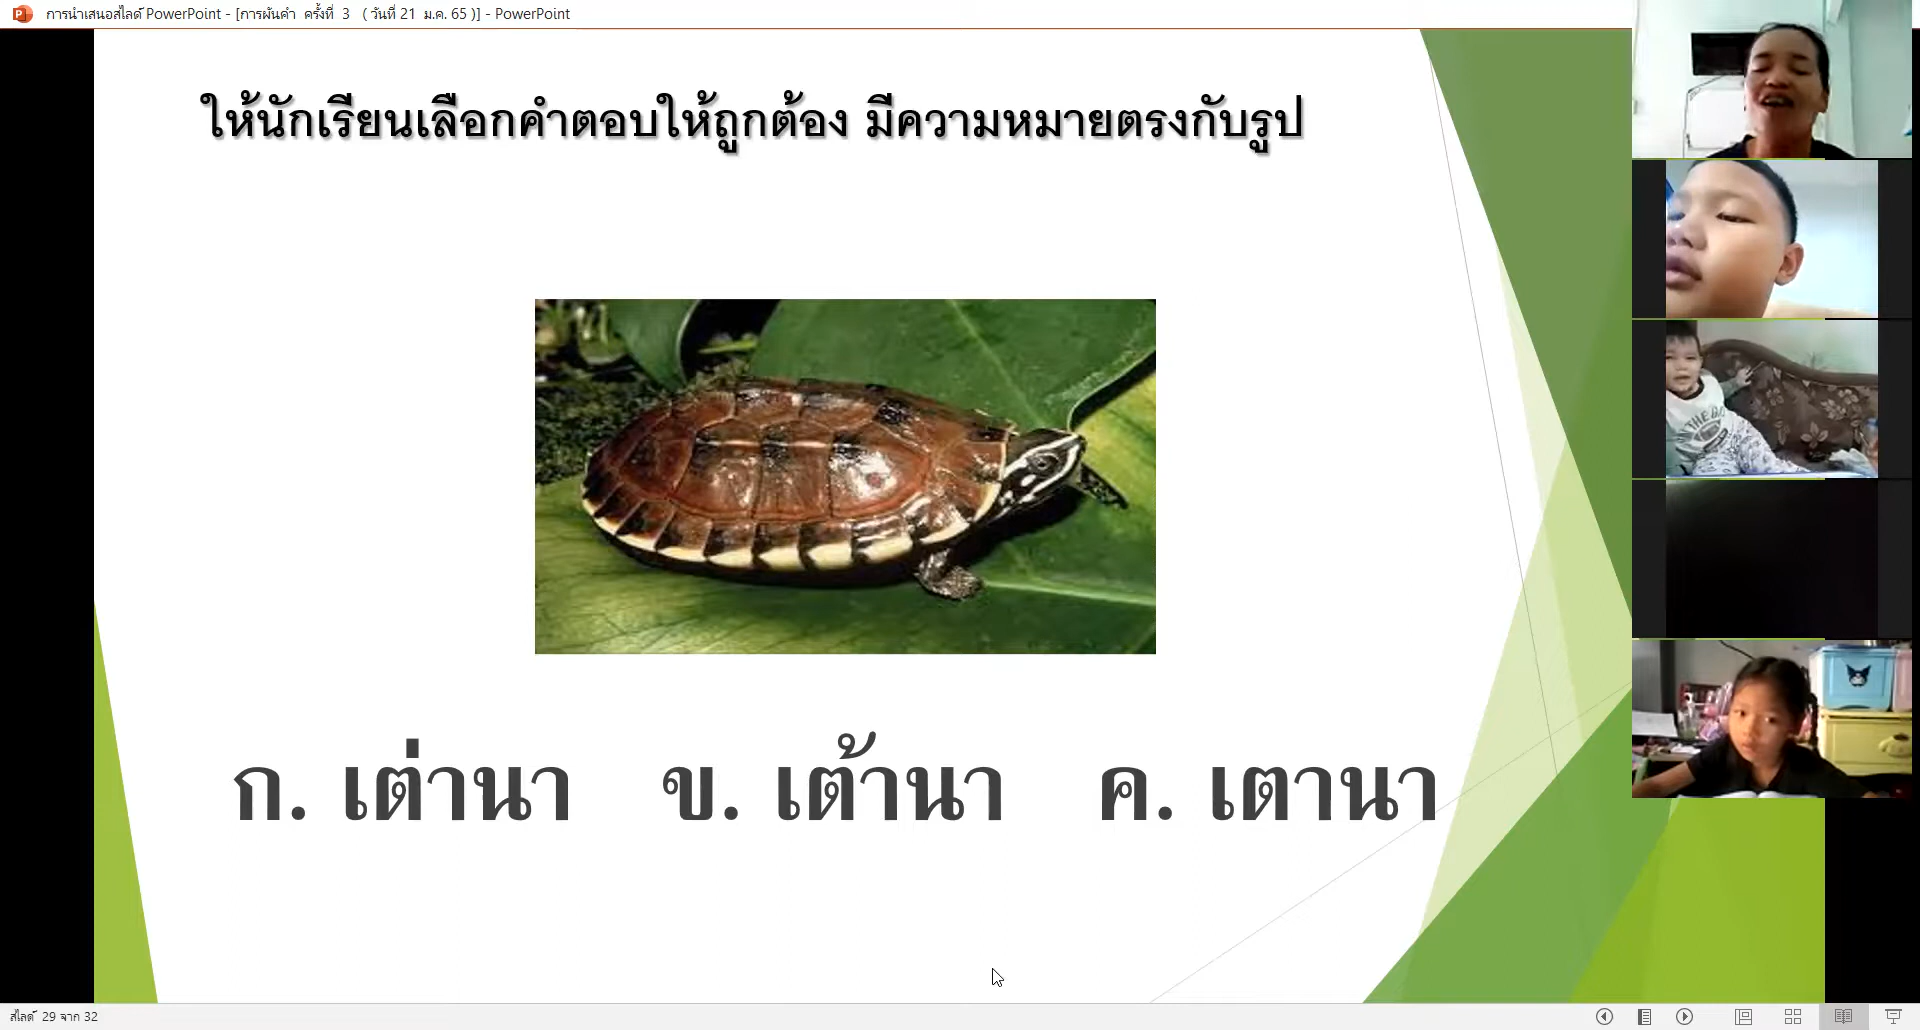 การนำเสนอสไลด์ PowerPoint - [การผันคำ ครั้งที่ 3 ( วันที่ 21 ม.ค. 65 )] - PowerPoint
ให้นักเรียนเลือกคำตอบให้ถูกต้อง มีความหมายตรงกับรูป
ก. เต่านา ข. เต้านา ค. เตานา
สไลด์ 29 จาก 32